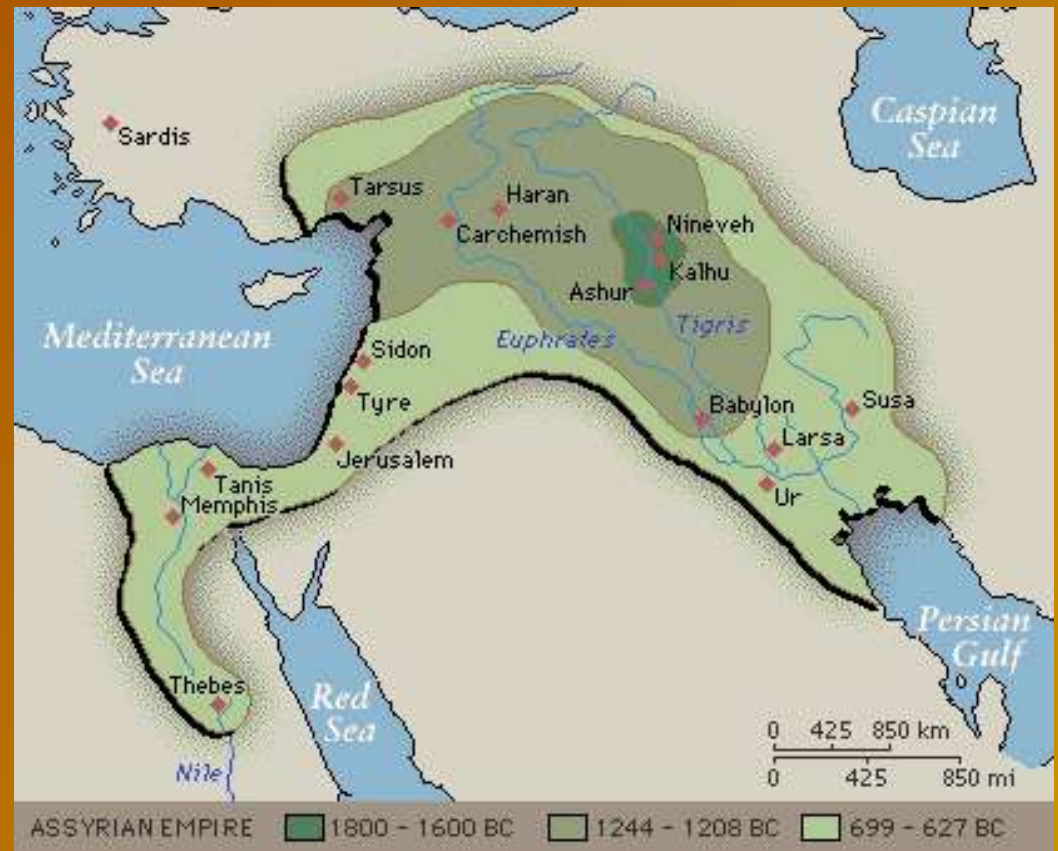 Caspian
Sea
Sardis
Tarsus
Haran
Carchemish
Nineveh
Kalhu
Ashur
Mediterranean
Sea
Euphrates
Tigris
Sidon
Tyre
Babylon
Susa
Larsa
Jerusalem
Tanis
Ur
Memphis
Persian
Gulf
Thebes
Red
Sea
Nile
0 425 850 km
0 425 850 mi
ASSYRIAN EMPIRE 1800 - 1600 BC 1244 - 1208 BC 699 - 627 BC